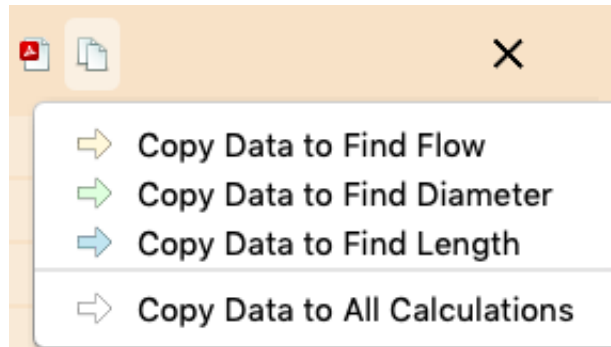 Copy Data to Find Flow
Copy Data to Find Diameter
Copy Data to Find Length
Copy Data to All Calculations